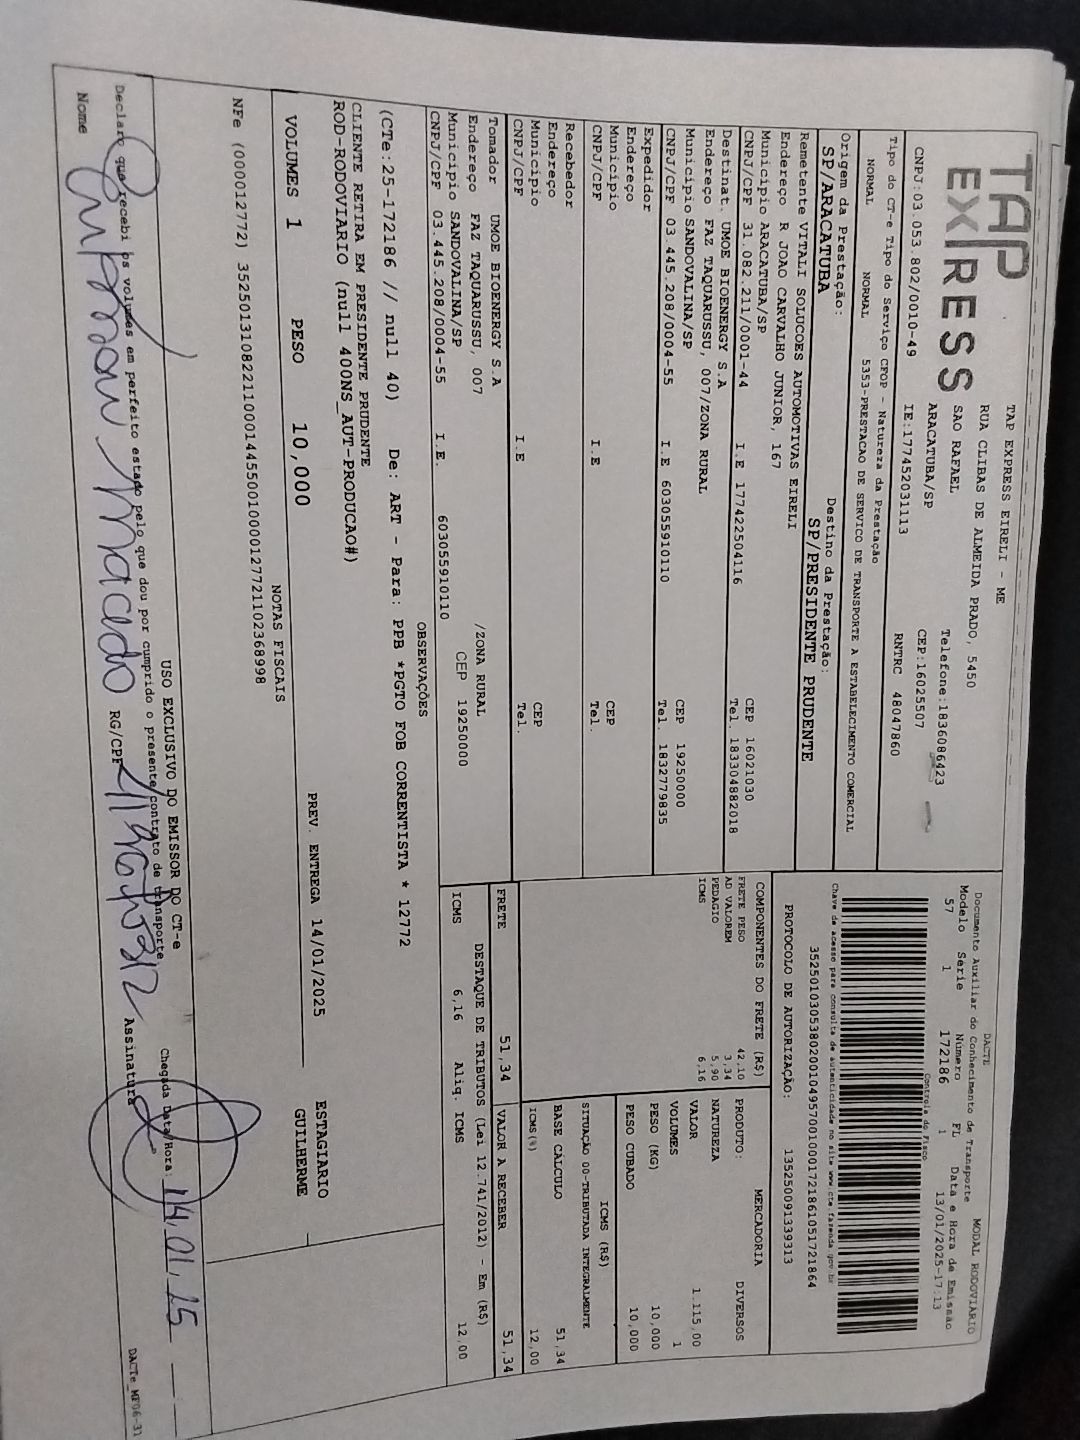 TAP
EXPRESS
TAP EXPRESS EIRELI - ME
RUA CLIBAS DE ALMEIDA PRADO, 5450
SAO RAFAEL
Telefone:1836086423
ARACATUBA/SP
CEP:16025507
CNPJ:03.053.802/0010-49
IE:177452031113
RNTRC 48047860
Tipo do CT-e Tipo do Serviço CFOP - Natureza da Prestação
NORMAL NORMAL 5353-PRESTACAO DE SERVICO DE TRANSPORTE A ESTABELECIMENTO COMERCIAL
Origem da Prestação: Destino da Prestação:
SP/ARACATUBA SP/PRESIDENTE PRUDENTE
DACTE
Documento Auxiliar do Conhecimento de Transporte MODAL RODOVIÁRIO
Modelo Série Número FL Data e Hora de Emissão
57 1 172186 1 13/01/2025-17:13
Controle do Fisco
35250103053802001049570010001721861051721864
Chave de acesso para consulta de autenticidade no site www.cte.fazenda.gov.br
PROTOCOLO DE AUTORIZAÇÃO: 135250091339313
Remetente VITALI SOLUCOES AUTOMOTIVAS EIRELI
Endereço R JOAO CARVALHO JUNIOR, 167
Município ARACATUBA/SP CEP 16021030
CNPJ/CPF 31.082.211/0001-44 I.E 177422504116 Tel. 183304882018
Destinat. UMOE BIOENERGY S.A
Endereço FAZ TAQUARUSSU, 007/ZONA RURAL
Município SANDOVALINA/SP CEP 19250000
CNPJ/CPF 03.445.208/0004-55 I.E 603055910110 Tel. 1832779835
Expedidor
Endereço
Município CEP
CNPJ/CPF I.E Tel.
Recebedor
Endereço
Município CEP
CNPJ/CPF I.E Tel.
Tomador UMOE BIOENERGY S.A
Endereço FAZ TAQUARUSSU, 007 /ZONA RURAL
Município SANDOVALINA/SP CEP 19250000
CNPJ/CPF 03.445.208/0004-55 I.E. 603055910110
COMPONENTES DO FRETE (R$)
FRETE PESO 42,10
AD VALOREM 3,34
PEDAGIO 5,90
ICMS 6,16
MERCADORIA
PRODUTO: DIVERSOS
NATUREZA
VALOR 1.115,00
VOLUMES 1
PESO (KG) 10,000
PESO CUBADO 10,000
ICMS (R$)
SITUAÇÃO 00-TRIBUTADA INTEGRALMENTE
BASE CÁLCULO 51,34
ICMS(%) 12,00
FRETE 51,34 VALOR A RECEBER 51,34
DESTAQUE DE TRIBUTOS (Lei 12.741/2012) - Em (R$)
ICMS 6,16 Aliq. ICMS 12,00
OBSERVAÇÕES
(CTe:25-172186 // null 40) De: ART - Para: PPB *PGTO FOB CORRENTISTA * 12772
CLIENTE RETIRA EM PRESIDENTE PRUDENTE
ROD-RODOVIARIO (null 400NS_AUT-PRODUCAO#)
VOLUMES 1 PESO 10,000 PREV. ENTREGA 14/01/2025
ESTAGIARIO
GUILHERME
NOTAS FISCAIS
NFe (000012772) 35250131082211000144550010000127721102368998
USO EXCLUSIVO DO EMISSOR DO CT-e
Declaro que recebi os volumes em perfeito estado pelo que dou por cumprido o presente contrato de transporte
Chegada Data/Hora: 14,01,25
Nome Macedo RG/CPF Assinatura
DACTe_MF06-31